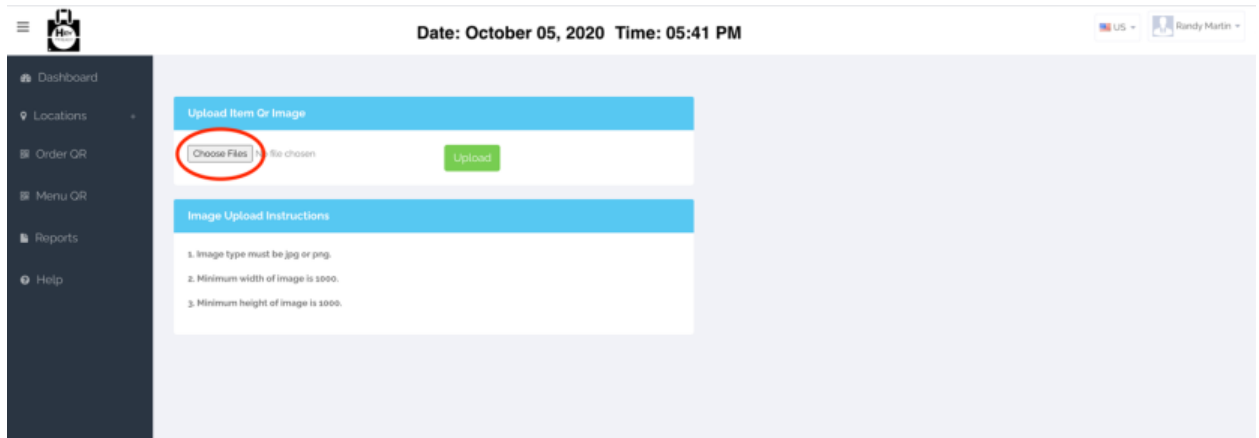 Date: October 05, 2020 Time: 05:41 PM
US
Randy Martin
Dashboard
Locations
Order QR
Menu QR
Reports
Help
Upload Item Qr Image
Choose Files No file chosen
Upload
Image Upload Instructions
1. Image type must be jpg or png.
2. Minimum width of image is 1000.
3. Minimum height of image is 1000.